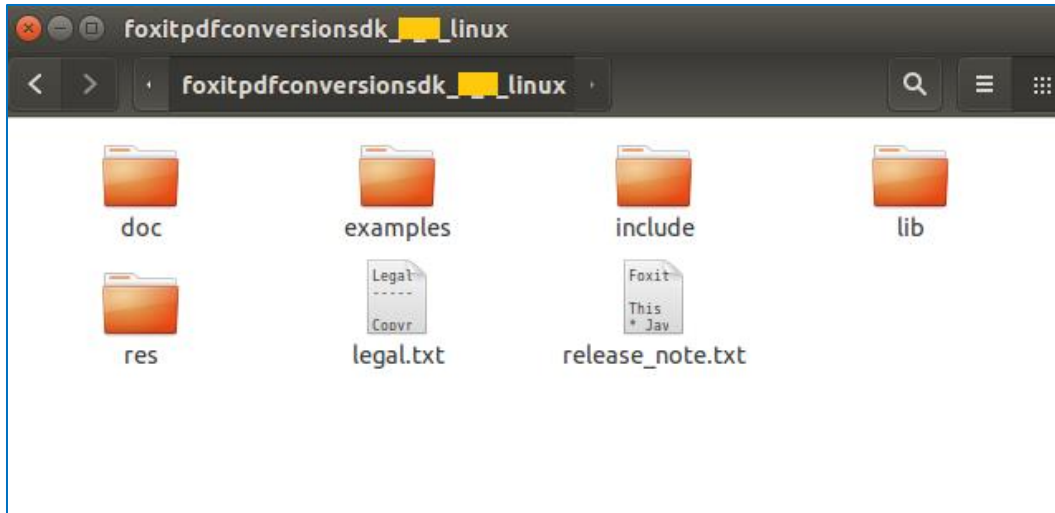 foxitpdfconversionsdk_ _ _linux
foxitpdfconversionsdk_ _ _linux
doc
examples
include
lib
Legal
-----
Copyr
Foxit
This
* Jav
res
legal.txt
release_note.txt